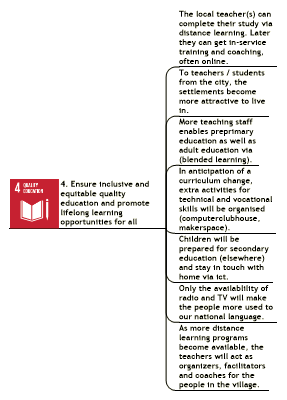 The local teacher(s) can
complete their study via
distance learning. Later
they can get in-service
training and coaching,
often online.
To teachers / students
from the city, the
settlements become
more attractive to live
in.
More teaching staff
enables preprimary
education as well as
adult education via
(blended learning).
4 QUALITY
EDUCATION
4. Ensure inclusive and
equitable quality
education and promote
lifelong learning
opportunities for all
In anticipation of a
curriculum change,
extra activities for
technical and vocational
skills will be organised
(computerclubhouse,
makerspace).
Children will be
prepared for secondary
education (elsewhere)
and stay in touch with
home via ict.
Only the availability of
radio and TV will make
the people more used to
our national language.
As more distance
learning programs
become available, the
teachers will act as
organizers, facilitators
and coaches for the
people in the village.